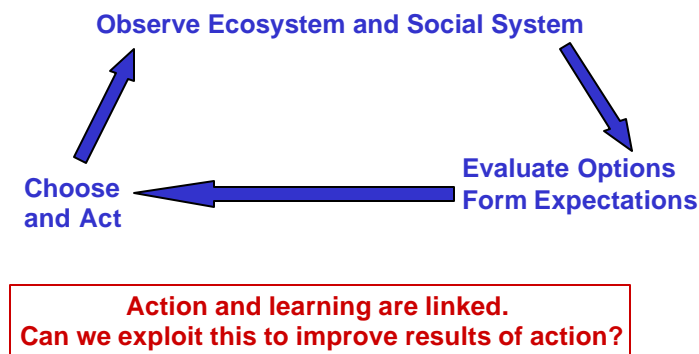 Observe Ecosystem and Social System
Evaluate Options
Form Expectations
Choose
and Act
Action and learning are linked.
Can we exploit this to improve results of action?